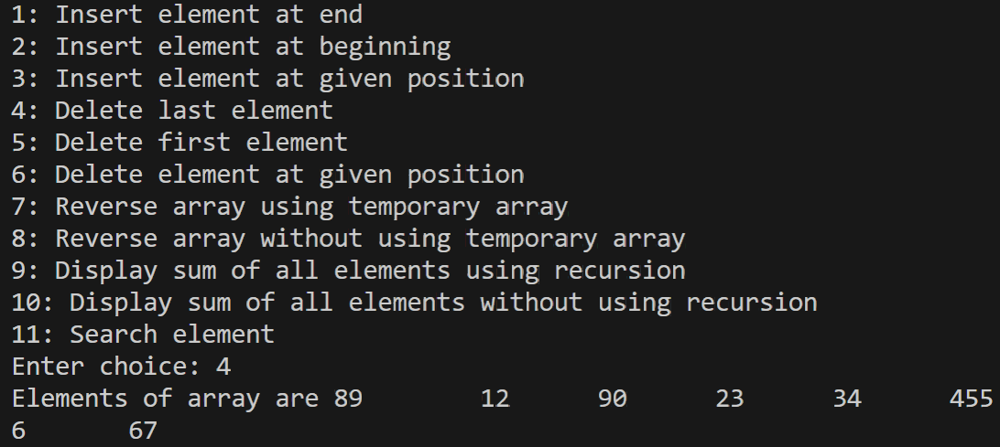 1: Insert element at end
2: Insert element at beginning
3: Insert element at given position
4: Delete last element
5: Delete first element
6: Delete element at given position
7: Reverse array using temporary array
8: Reverse array without using temporary array
9: Display sum of all elements using recursion
10: Display sum of all elements without using recursion
11: Search element
Enter choice: 4
Elements of array are 89        12      90      23      34      455
6       67